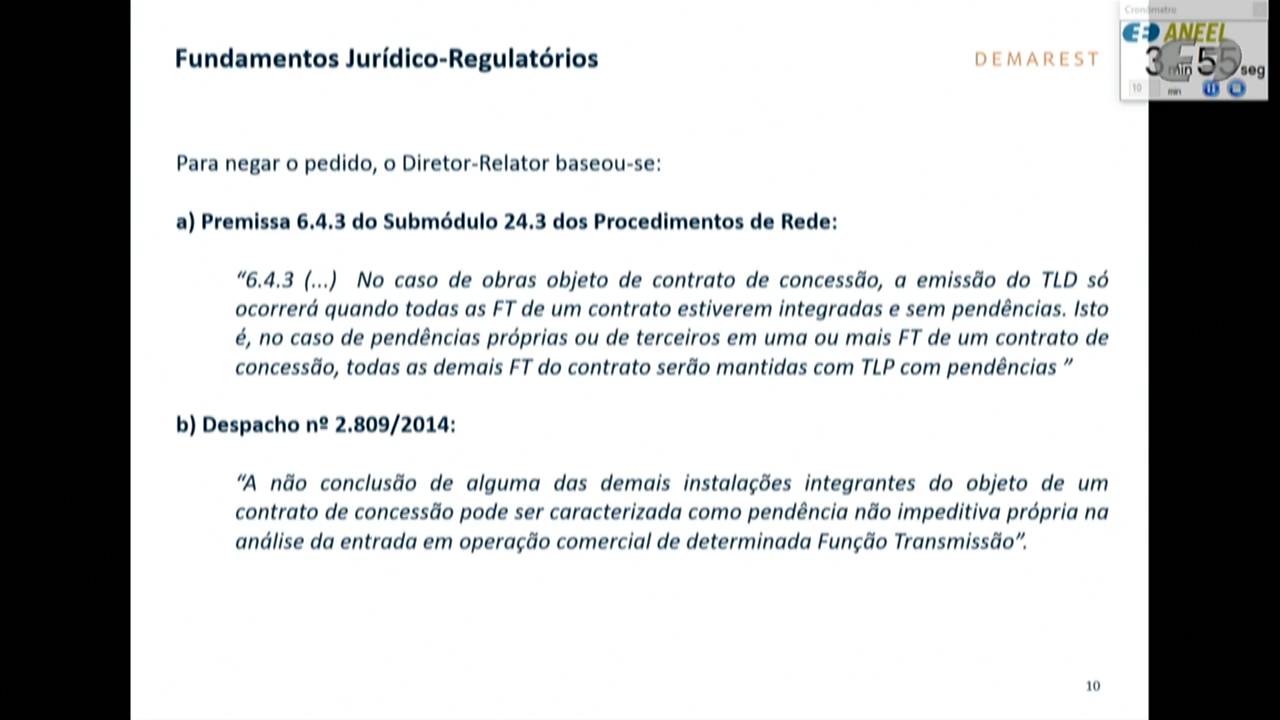 Cronômetro
Fundamentos Jurídico-Regulatórios
DEMAREST
ANEEL
3 min 55 seg
10 min
Para negar o pedido, o Diretor-Relator baseou-se:
a) Premissa 6.4.3 do Submódulo 24.3 dos Procedimentos de Rede:
“6.4.3 (...) No caso de obras objeto de contrato de concessão, a emissão do TLD só
ocorrerá quando todas as FT de um contrato estiverem integradas e sem pendências. Isto
é, no caso de pendências próprias ou de terceiros em uma ou mais FT de um contrato de
concessão, todas as demais FT do contrato serão mantidas com TLP com pendências ”
b) Despacho nº 2.809/2014:
“A não conclusão de alguma das demais instalações integrantes do objeto de um
contrato de concessão pode ser caracterizada como pendência não impeditiva própria na
análise da entrada em operação comercial de determinada Função Transmissão”.
10